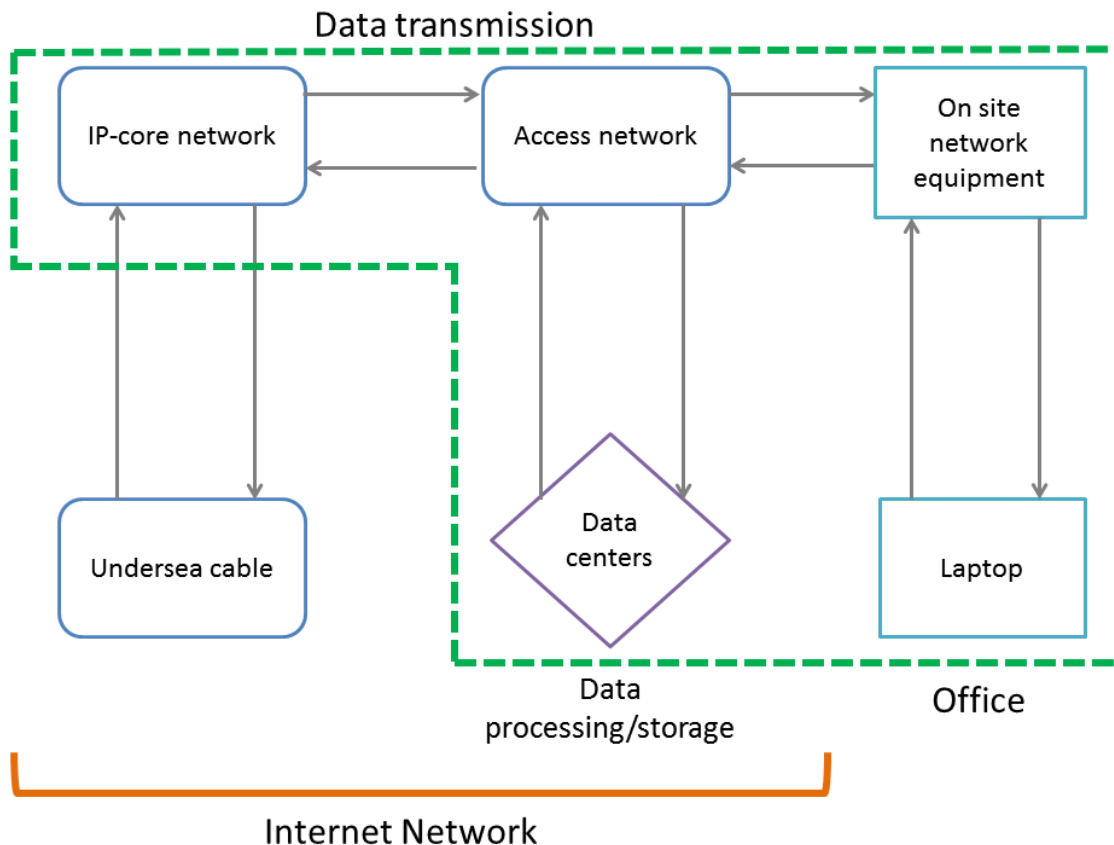 Data transmission
IP-core network
Access network
On site
network
equipment
Undersea cable
Data
centers
Laptop
Data
processing/storage
Office
Internet Network